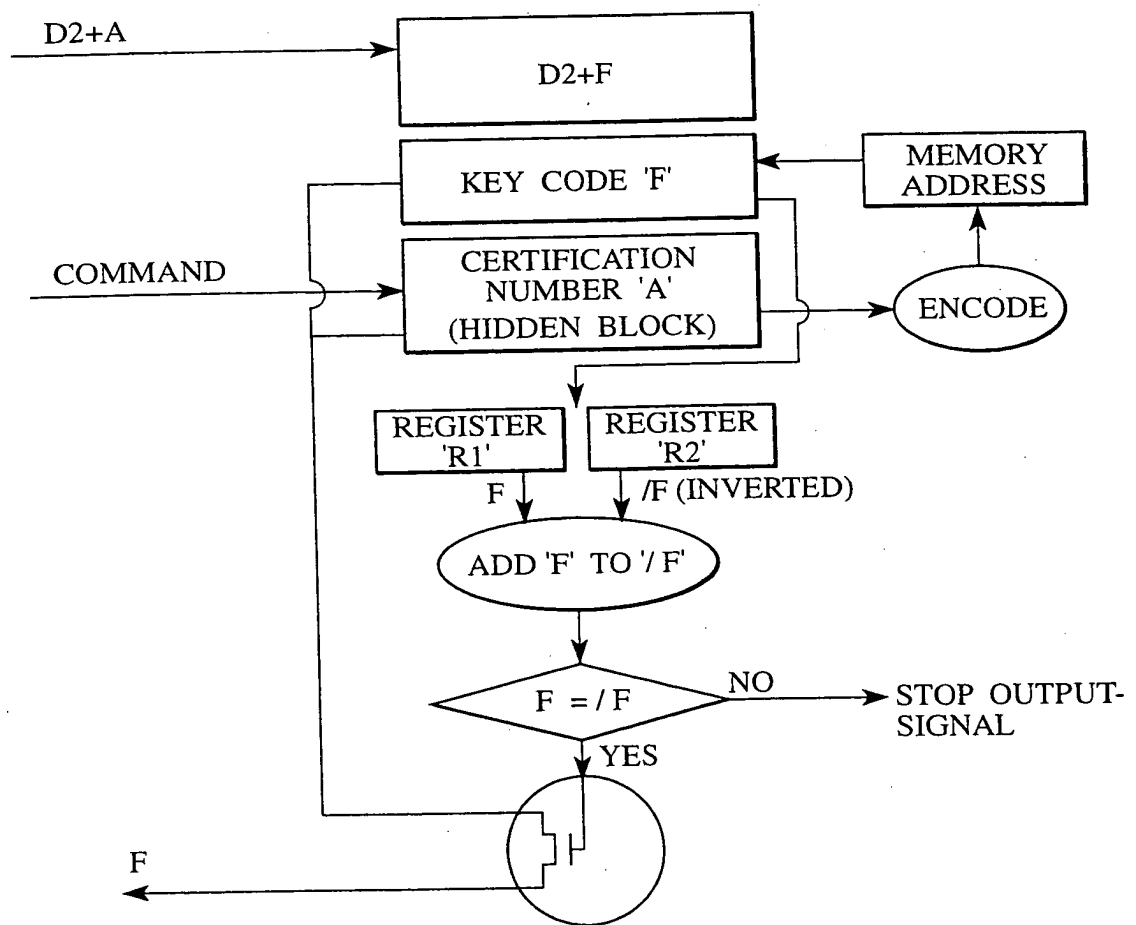 D2+A
D2+F
KEY CODE 'F'
MEMORY
ADDRESS
COMMAND
CERTIFICATION
NUMBER 'A'
(HIDDEN BLOCK)
ENCODE
REGISTER
'R1'
REGISTER
'R2'
F
/F (INVERTED)
ADD 'F' TO '/ F'
F = / F
NO
STOP OUTPUT-
SIGNAL
YES
F